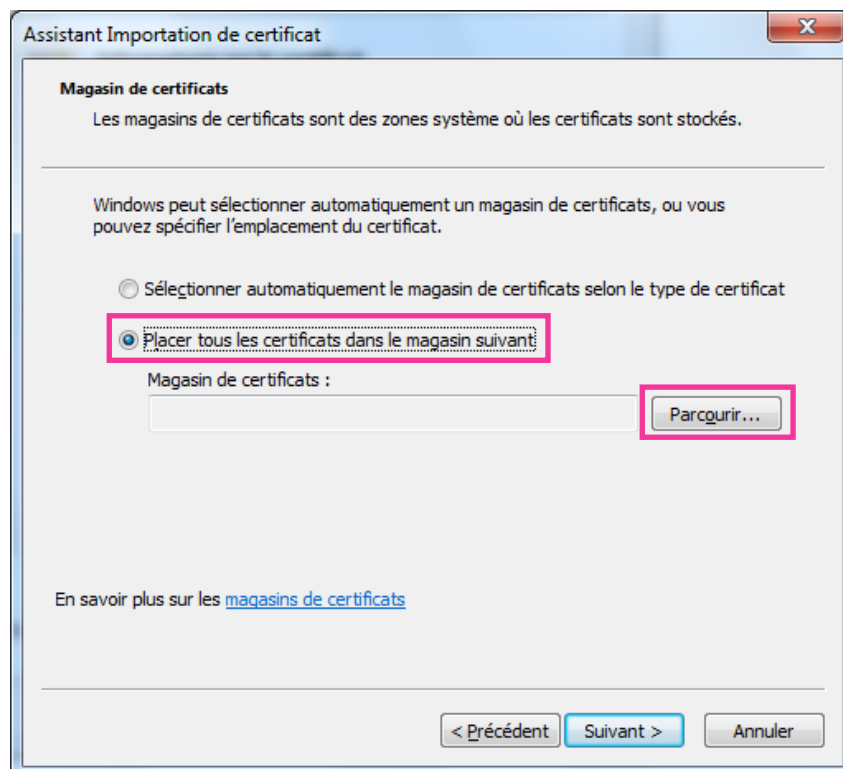 Assistant Importation de certificat
Magasin de certificats
Les magasins de certificats sont des zones système où les certificats sont stockés.
Windows peut sélectionner automatiquement un magasin de certificats, ou vous
pouvez spécifier l'emplacement du certificat.
Sélectionner automatiquement le magasin de certificats selon le type de certificat
Placer tous les certificats dans le magasin suivant
Magasin de certificats :
Parcourir...
En savoir plus sur les magasins de certificats
< Précédent Suivant > Annuler